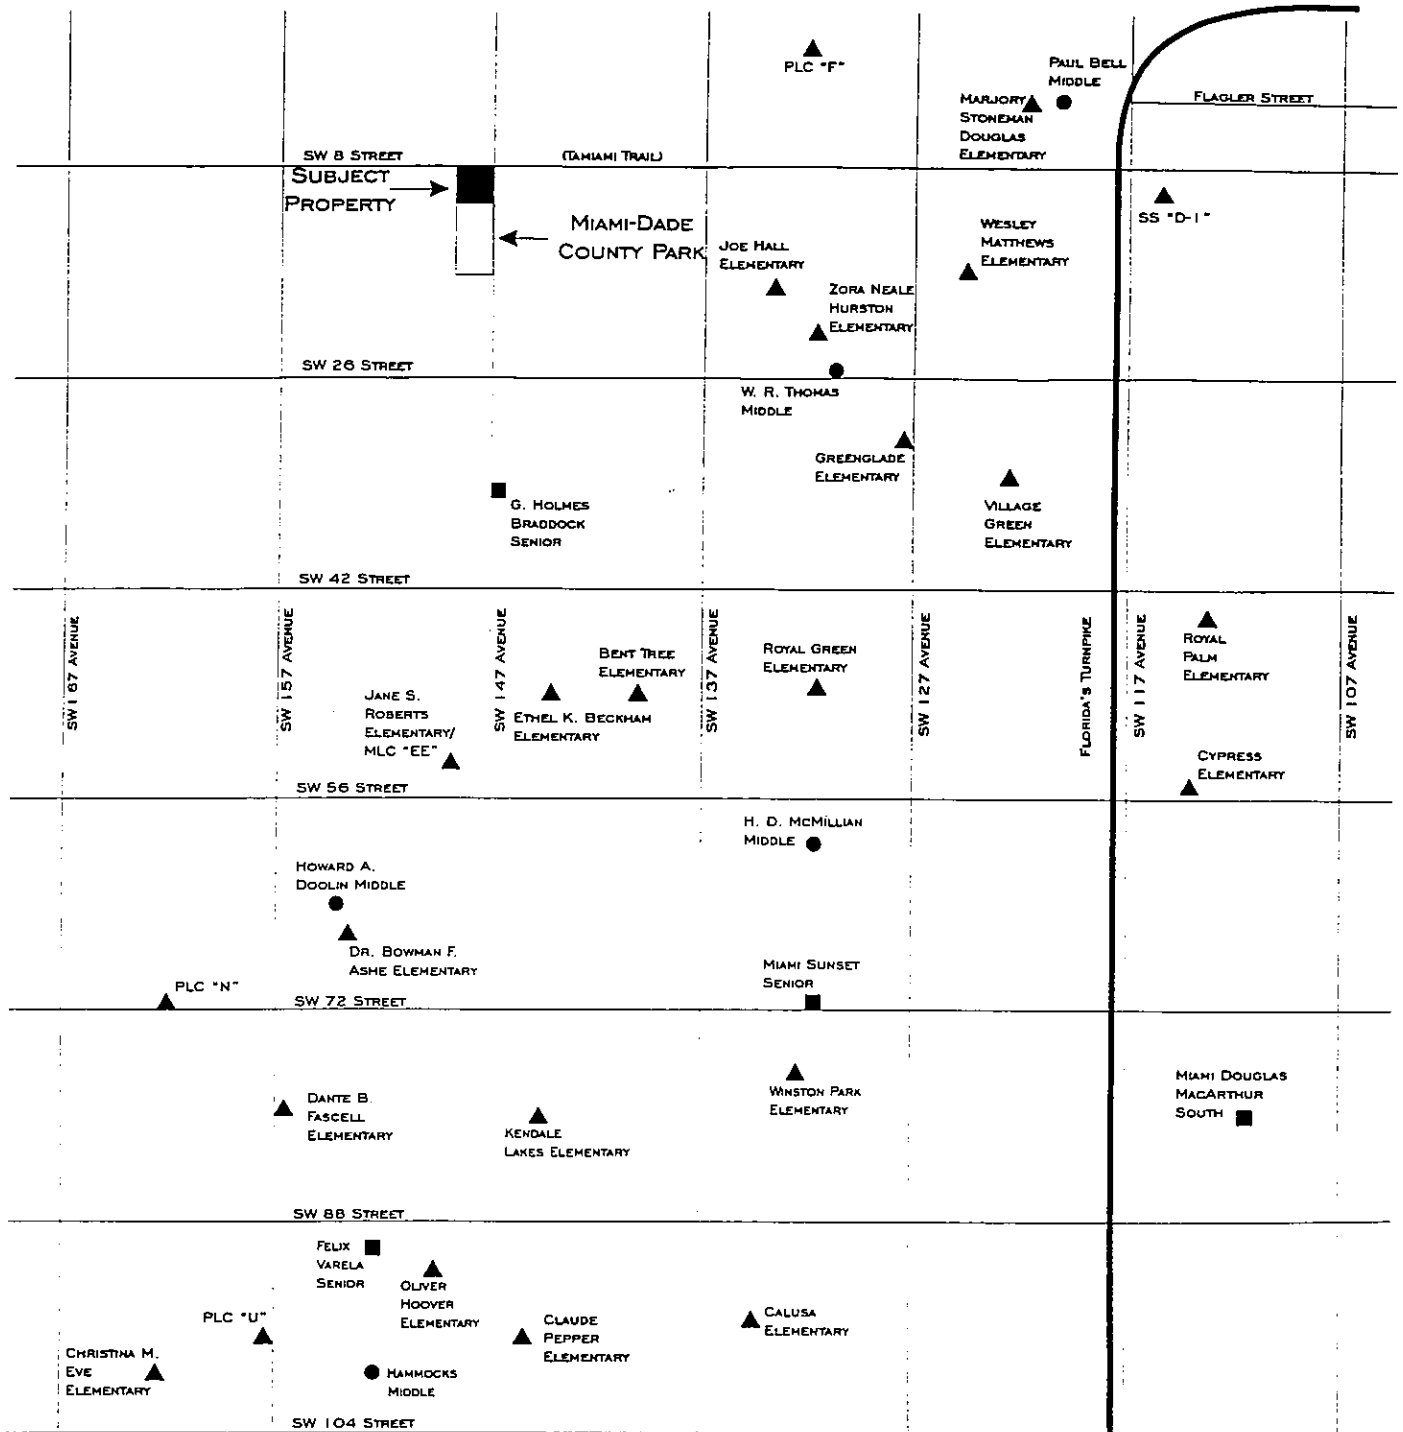 PLC "F"
PAUL BELL
MIDDLE
MARJORY
STONEMAN
DOUGLAS
ELEMENTARY
FLAGLER STREET
SW 8 STREET
(TAMIAMI TRAIL)
SUBJECT
PROPERTY
MIAMI-DADE
COUNTY PARK
SS "D-1"
WESLEY
MATTHEWS
ELEMENTARY
JOE HALL
ELEMENTARY
ZORA NEALE
HURSTON
ELEMENTARY
SW 26 STREET
W. R. THOMAS
MIDDLE
GREENGLADE
ELEMENTARY
VILLAGE
GREEN
ELEMENTARY
G. HOLMES
BRADDOCK
SENIOR
SW 42 STREET
SW 167 AVENUE
SW 157 AVENUE
SW 147 AVENUE
SW 137 AVENUE
SW 127 AVENUE
FLORIDA'S TURNPIKE
SW 117 AVENUE
SW 107 AVENUE
JANE S.
ROBERTS
ELEMENTARY/
MLC "EE"
BENT TREE
ELEMENTARY
ETHEL K. BECKHAM
ELEMENTARY
ROYAL GREEN
ELEMENTARY
ROYAL
PALM
ELEMENTARY
CYPRESS
ELEMENTARY
SW 56 STREET
H. D. MCMILLIAN
MIDDLE
HOWARD A.
DOOLIN MIDDLE
DR. BOWMAN F.
ASHE ELEMENTARY
MIAMI SUNSET
SENIOR
PLC "N"
SW 72 STREET
DANTE B.
FASCELL
ELEMENTARY
KENDALE
LAKES ELEMENTARY
WINSTON PARK
ELEMENTARY
MIAMI DOUGLAS
MACARTHUR
SOUTH
SW 88 STREET
FELIX
VARELA
SENIOR
OLIVER
HOOVER
ELEMENTARY
PLC "U"
CLAUDE
PEPPER
ELEMENTARY
CALUSA
ELEMENTARY
CHRISTINA M.
EVE
ELEMENTARY
HAMMOCKS
MIDDLE
SW 104 STREET